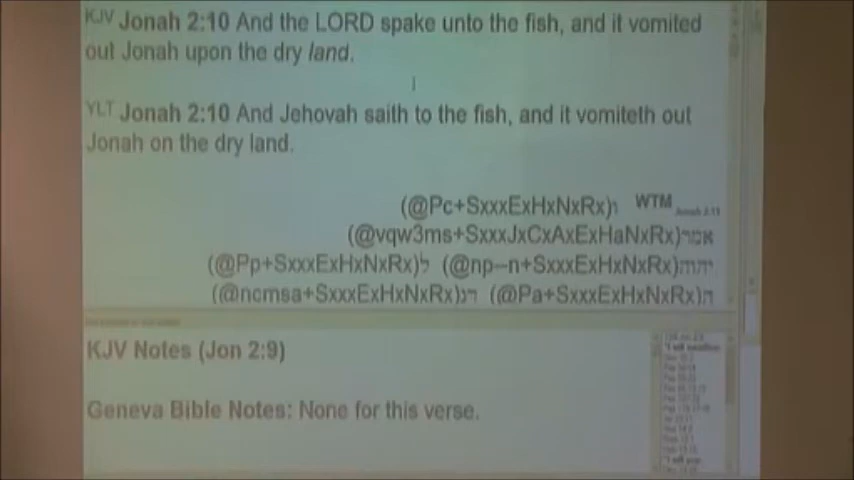 KJV Jonah 2:10 And the LORD spake unto the fish, and it vomited
out Jonah upon the dry land.
YLT Jonah 2:10 And Jehovah saith to the fish, and it vomiteth out
Jonah on the dry land.
WTM ו(@Pc+SxxxExHxNxRx)
אמר(@vqw3ms+SxxxJxCxAxExHaNxRx)
יהוה(@np--n+SxxxExHxNxRx) ל(@Pp+SxxxExHxNxRx)
ה(@Pa+SxxxExHxNxRx) דג(@ncmsa+SxxxExHxNxRx)
KJV Notes (Jon 2:9)
Geneva Bible Notes: None for this verse.